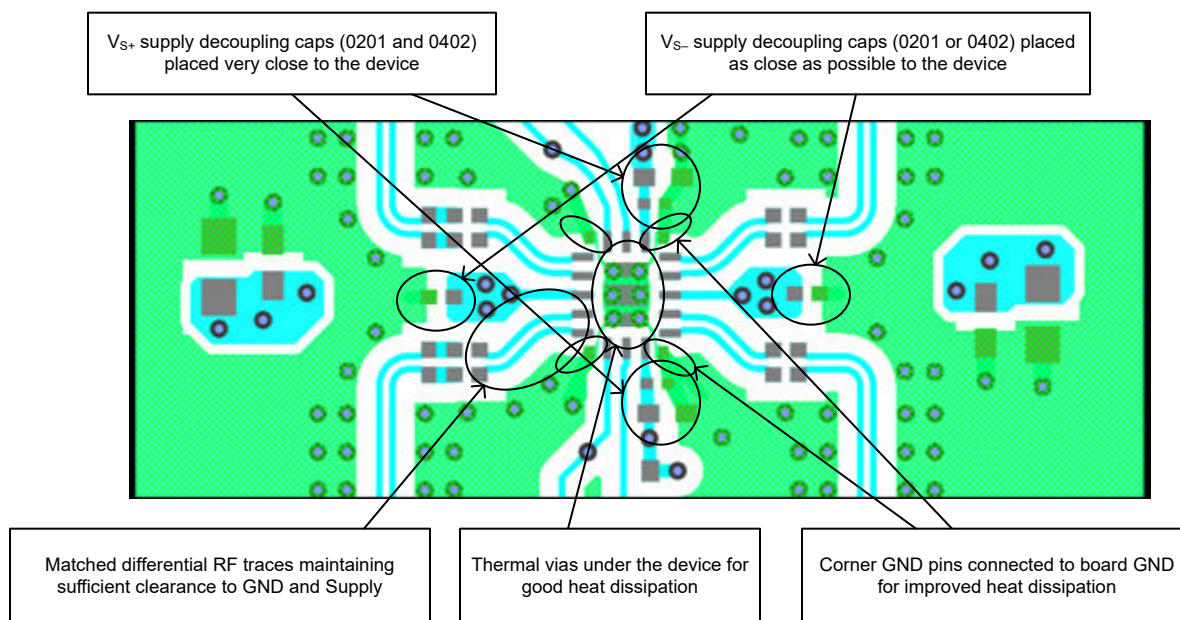 VS+ supply decoupling caps (0201 and 0402)
placed very close to the device
VS– supply decoupling caps (0201 or 0402) placed
as close as possible to the device
Matched differential RF traces maintaining
sufficient clearance to GND and Supply
Thermal vias under the device for
good heat dissipation
Corner GND pins connected to board GND
for improved heat dissipation